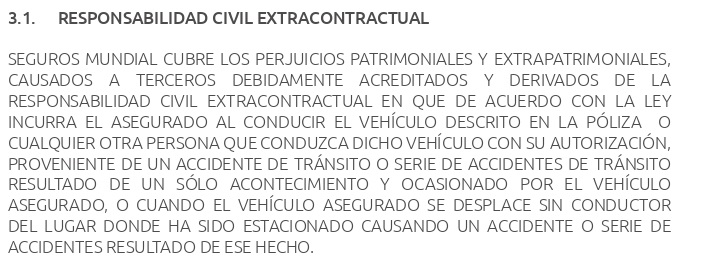 3.1. RESPONSABILIDAD CIVIL EXTRACONTRACTUAL
SEGUROS MUNDIAL CUBRE LOS PERJUICIOS PATRIMONIALES Y EXTRAPATRIMONIALES,
CAUSADOS A TERCEROS DEBIDAMENTE ACREDITADOS Y DERIVADOS DE LA
RESPONSABILIDAD CIVIL EXTRACONTRACTUAL EN QUE DE ACUERDO CON LA LEY
INCURRA EL ASEGURADO AL CONDUCIR EL VEHÍCULO DESCRITO EN LA PÓLIZA O
CUALQUIER OTRA PERSONA QUE CONDUZCA DICHO VEHÍCULO CON SU AUTORIZACIÓN,
PROVENIENTE DE UN ACCIDENTE DE TRÁNSITO O SERIE DE ACCIDENTES DE TRÁNSITO
RESULTADO DE UN SÓLO ACONTECIMIENTO Y OCASIONADO POR EL VEHÍCULO
ASEGURADO, O CUANDO EL VEHÍCULO ASEGURADO SE DESPLACE SIN CONDUCTOR
DEL LUGAR DONDE HA SIDO ESTACIONADO CAUSANDO UN ACCIDENTE O SERIE DE
ACCIDENTES RESULTADO DE ESE HECHO.